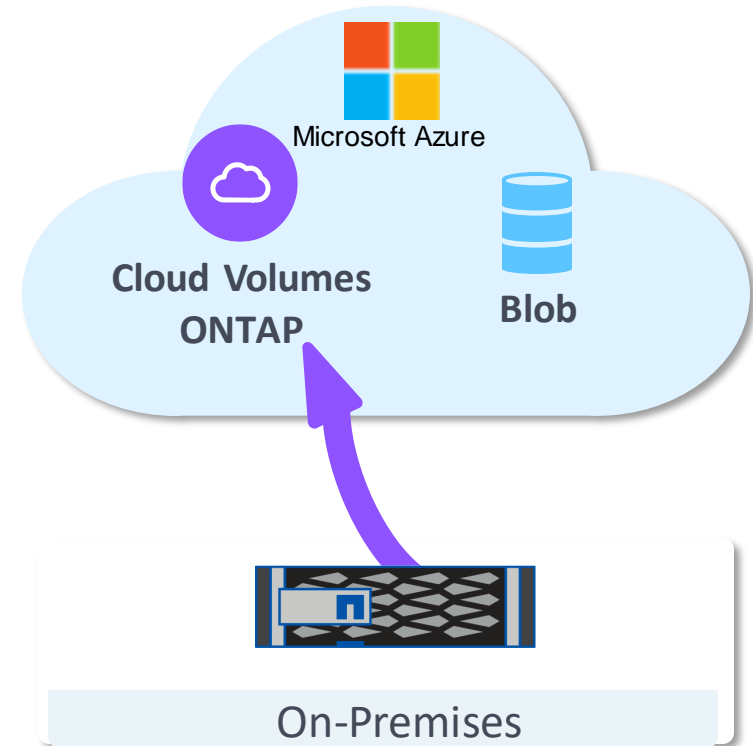 Microsoft Azure
Cloud Volumes
ONTAP
Blob
On-Premises